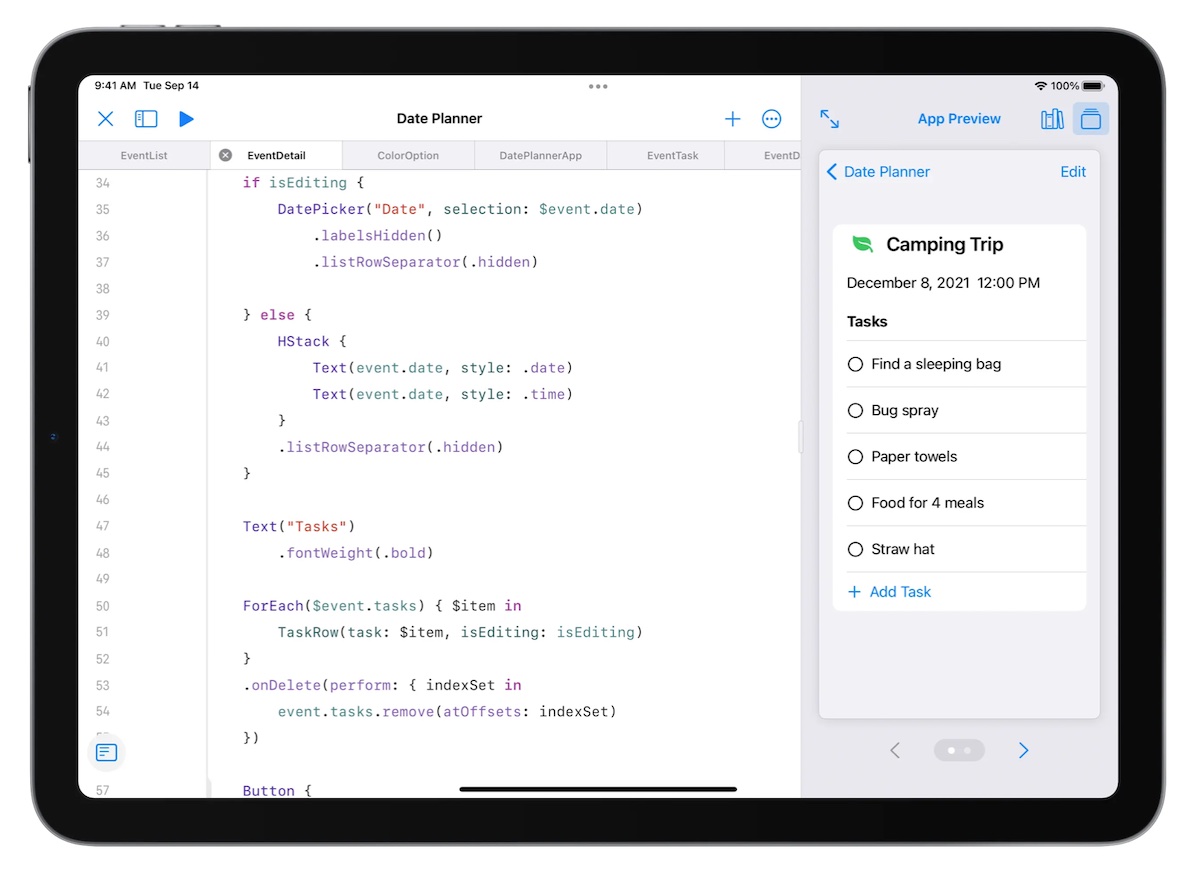 9:41 AM Tue Sep 14
100%
Date Planner
App Preview
EventList
EventDetail
ColorOption
DatePlannerApp
EventTask
EventD
34 if isEditing {
35 DatePicker("Date", selection: $event.date)
36 .labelsHidden()
37 .listRowSeparator(.hidden)
38
39 } else {
40 HStack {
41 Text(event.date, style: .date)
42 Text(event.date, style: .time)
43 }
44 .listRowSeparator(.hidden)
45 }
46
47 Text("Tasks")
48 .fontWeight(.bold)
49
50 ForEach($event.tasks) { $item in
51 TaskRow(task: $item, isEditing: isEditing)
52 }
53 .onDelete(perform: { indexSet in
54 event.tasks.remove(atOffsets: indexSet)
})
57 Button {
Date Planner
Edit
Camping Trip
December 8, 2021 12:00 PM
Tasks
Find a sleeping bag
Bug spray
Paper towels
Food for 4 meals
Straw hat
+ Add Task